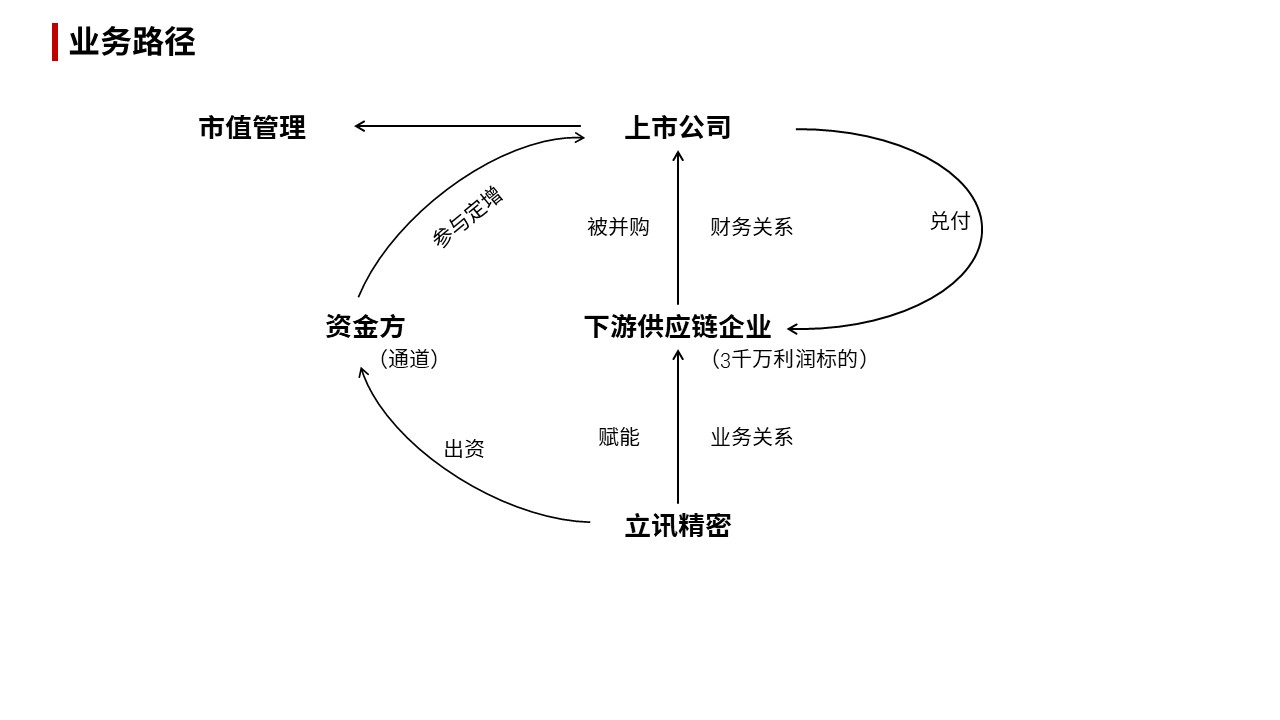 业务路径
市值管理
上市公司
参与定增
被并购
财务关系
兑付
资金方
(通道)
下游供应链企业
(3千万利润标的)
出资
赋能
业务关系
立讯精密